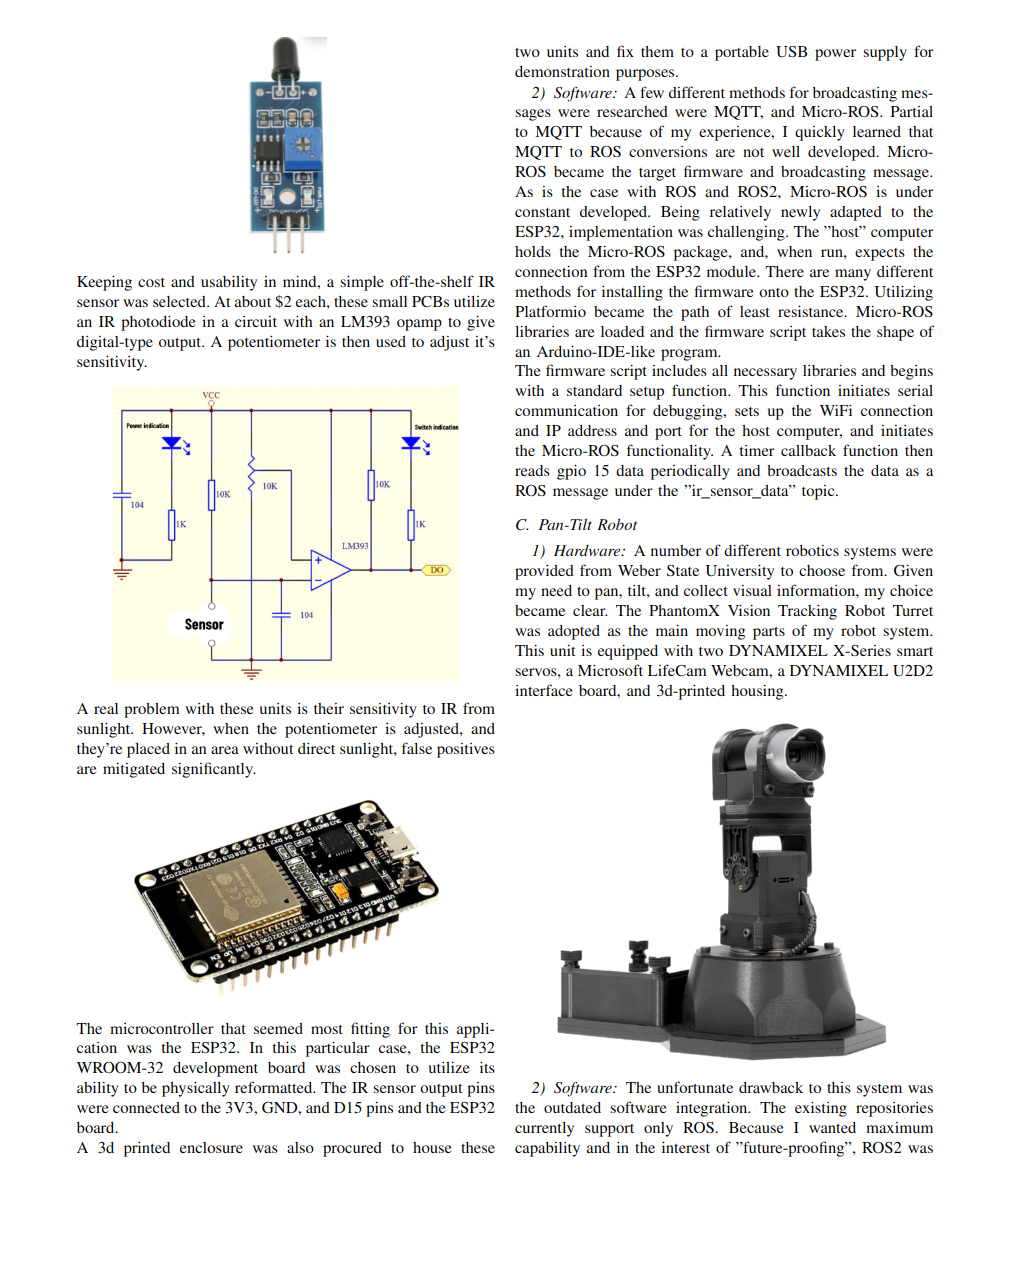 Keeping cost and usability in mind, a simple off-the-shelf IR
sensor was selected. At about $2 each, these small PCBs utilize
an IR photodiode in a circuit with an LM393 opamp to give
digital-type output. A potentiometer is then used to adjust it's
sensitivity.
VCC
Power indication
Switch indication
10K
10K
10K
104
1K
1K
LM393
DO
104
Sensor
A real problem with these units is their sensitivity to IR from
sunlight. However, when the potentiometer is adjusted, and
they're placed in an area without direct sunlight, false positives
are mitigated significantly.
The microcontroller that seemed most fitting for this appli-
cation was the ESP32. In this particular case, the ESP32
WROOM-32 development board was chosen to utilize its
ability to be physically reformatted. The IR sensor output pins
were connected to the 3V3, GND, and D15 pins and the ESP32
board.
A 3d printed enclosure was also procured to house these
two units and fix them to a portable USB power supply for
demonstration purposes.
2) Software: A few different methods for broadcasting mes-
sages were researched were MQTT, and Micro-ROS. Partial
to MQTT because of my experience, I quickly learned that
MQTT to ROS conversions are not well developed. Micro-
ROS became the target firmware and broadcasting message.
As is the case with ROS and ROS2, Micro-ROS is under
constant developed. Being relatively newly adapted to the
ESP32, implementation was challenging. The ”host” computer
holds the Micro-ROS package, and, when run, expects the
connection from the ESP32 module. There are many different
methods for installing the firmware onto the ESP32. Utilizing
Platformio became the path of least resistance. Micro-ROS
libraries are loaded and the firmware script takes the shape of
an Arduino-IDE-like program.
The firmware script includes all necessary libraries and begins
with a standard setup function. This function initiates serial
communication for debugging, sets up the WiFi connection
and IP address and port for the host computer, and initiates
the Micro-ROS functionality. A timer callback function then
reads gpio 15 data periodically and broadcasts the data as a
ROS message under the ”ir_sensor_data” topic.
C. Pan-Tilt Robot
1) Hardware: A number of different robotics systems were
provided from Weber State University to choose from. Given
my need to pan, tilt, and collect visual information, my choice
became clear. The PhantomX Vision Tracking Robot Turret
was adopted as the main moving parts of my robot system.
This unit is equipped with two DYNAMIXEL X-Series smart
servos, a Microsoft LifeCam Webcam, a DYNAMIXEL U2D2
interface board, and 3d-printed housing.
2) Software: The unfortunate drawback to this system was
the outdated software integration. The existing repositories
currently support only ROS. Because I wanted maximum
capability and in the interest of ”future-proofing”, ROS2 was